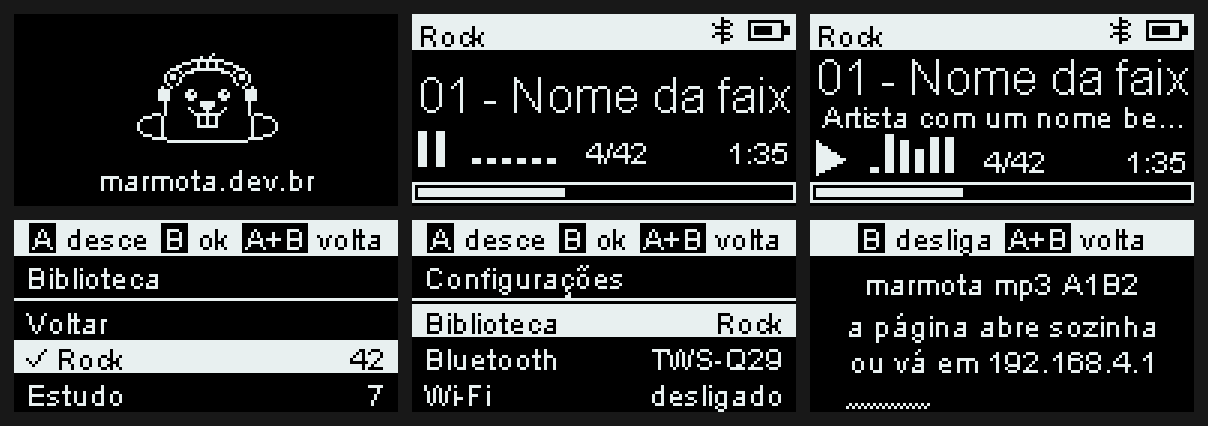 marmota.dev.br
Rock
01 - Nome da faix
4/42 1:35
Rock
01 - Nome da faix
Artista com um nome be...
4/42 1:35
A desce B ok A+B volta
Biblioteca
Voltar
✓ Rock 42
Estudo 7
A desce B ok A+B volta
Configurações
Biblioteca Rock
Bluetooth TWS-Q29
Wi-Fi desligado
B desliga A+B volta
marmota mp3 A1B2
a página abre sozinha
ou vá em 192.168.4.1